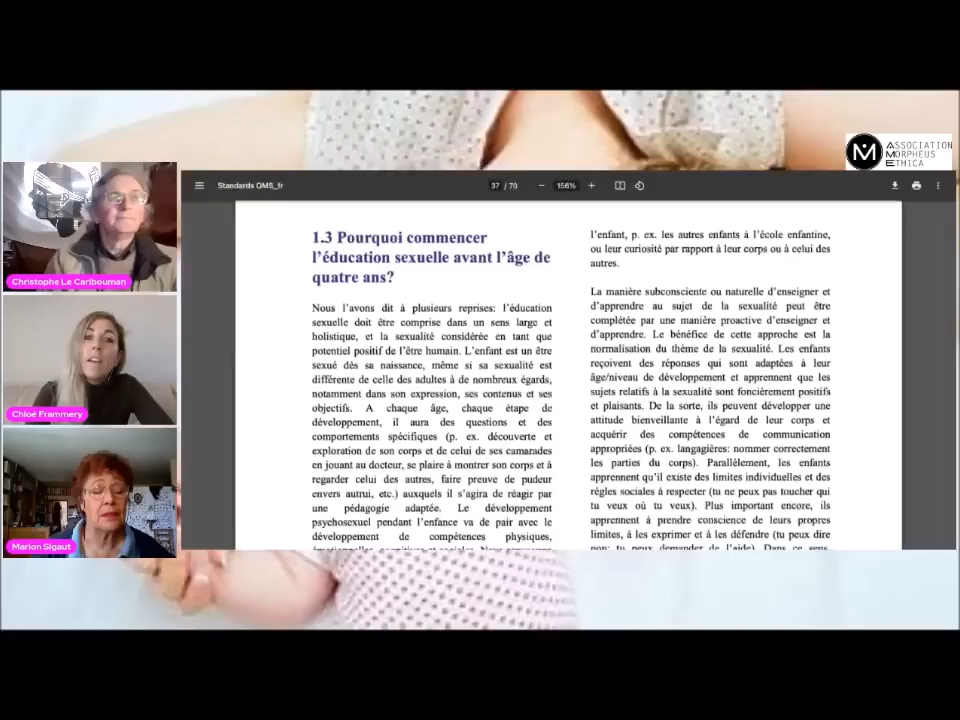 ASSOCIATION
MORPHEUS
ETHICA
Standards OMS_fr
37 / 70
156%
Christophe Le Caribouman
Chloé Frammery
Marion Sigaut
1.3 Pourquoi commencer
l'éducation sexuelle avant l'âge de
quatre ans?
Nous l'avons dit à plusieurs reprises: l'éducation
sexuelle doit être comprise dans un sens large et
holistique, et la sexualité considérée en tant que
potentiel positif de l'être humain. L'enfant est un être
sexué dès sa naissance, même si sa sexualité est
différente de celle des adultes à de nombreux égards,
notamment dans son expression, ses contenus et ses
objectifs. A chaque âge, chaque étape de
développement, il aura des questions et des
comportements spécifiques (p. ex. découverte et
exploration de son corps et de celui de ses camarades
en jouant au docteur, se plaire à montrer son corps et à
regarder celui des autres, faire preuve de pudeur
envers autrui, etc.) auxquels il s'agira de réagir par
une pédagogie adaptée. Le développement
psychosexuel pendant l'enfance va de pair avec le
développement de compétences physiques,
l'enfant, p. ex. les autres enfants à l'école enfantine,
ou leur curiosité par rapport à leur corps ou à celui des
autres.
La manière subconsciente ou naturelle d'enseigner et
d'apprendre au sujet de la sexualité peut être
complétée par une manière proactive d'enseigner et
d'apprendre. Le bénéfice de cette approche est la
normalisation du thème de la sexualité. Les enfants
reçoivent des réponses qui sont adaptées à leur
âge/niveau de développement et apprennent que les
sujets relatifs à la sexualité sont foncièrement positifs
et plaisants. De la sorte, ils peuvent développer une
attitude bienveillante à l'égard de leur corps et
acquérir des compétences de communication
appropriées (p. ex. langagières: nommer correctement
les parties du corps). Parallèlement, les enfants
apprennent qu'il existe des limites individuelles et des
règles sociales à respecter (tu ne peux pas toucher qui
tu veux où tu veux). Plus important encore, ils
apprennent à prendre conscience de leurs propres
limites, à les exprimer et à les défendre (tu peux dire
non; tu peux demander de l'aide). Dans ce sens,